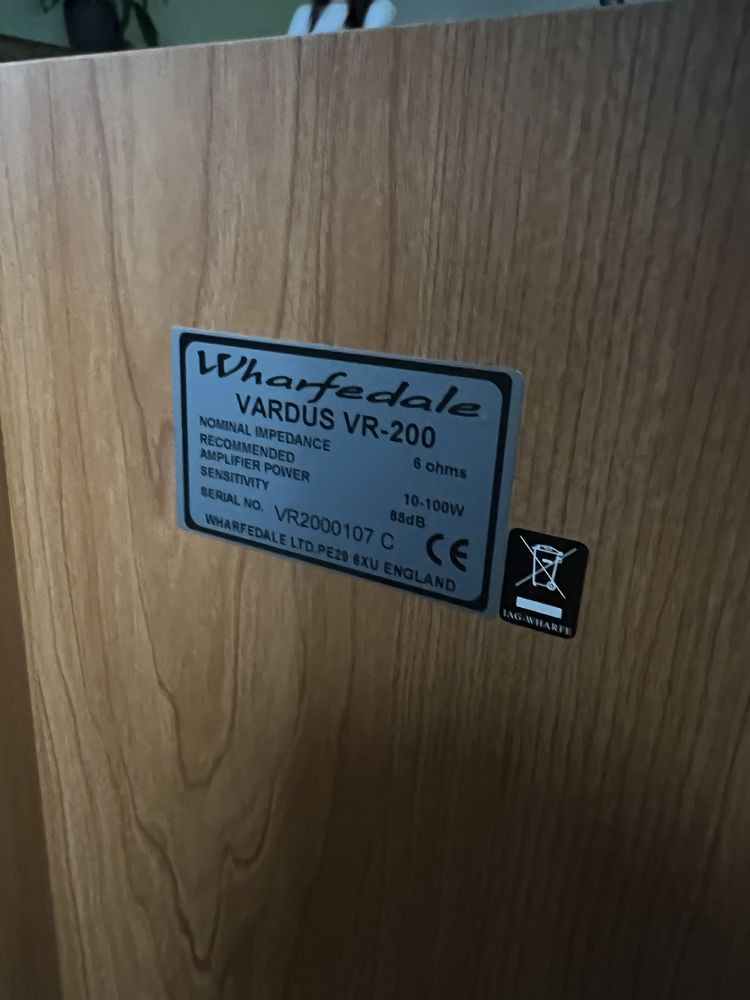 Wharfedale
VARDUS VR-200
NOMINAL IMPEDANCE 6 ohms
RECOMMENDED
AMPLIFIER POWER 10-100W
SENSITIVITY 88dB
SERIAL NO. VR2000107 C
CE
WHARFEDALE LTD.PE29 6XU ENGLAND
IAG-WHARFE